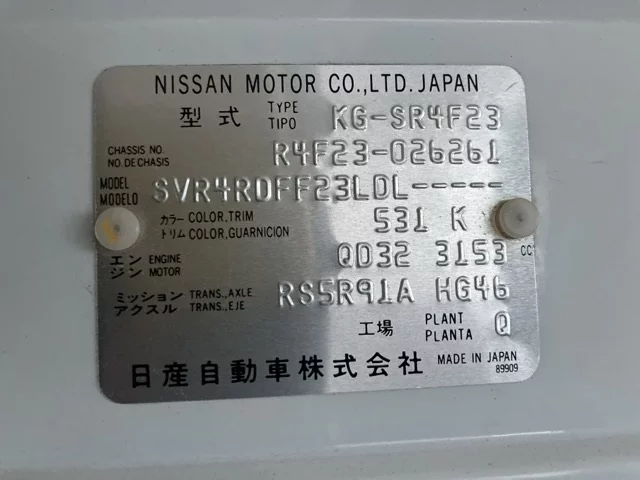 NISSAN MOTOR CO.,LTD. JAPAN
型式 TYPE TIPO KG-SR4F23
CHASSIS NO. NO. DE CHASIS R4F23-026261
MODEL MODELO SVR4RDFF23LDL-----
カラー COLOR,TRIM トリム COLOR,GUARNICION 531 K
エンジン ENGINE MOTOR QD32 3153 CC
ミッション TRANS.,AXLE アクスル TRANS.,EJE RS5R91A HG46
工場 PLANT PLANTA Q
日産自動車株式会社 MADE IN JAPAN
89909